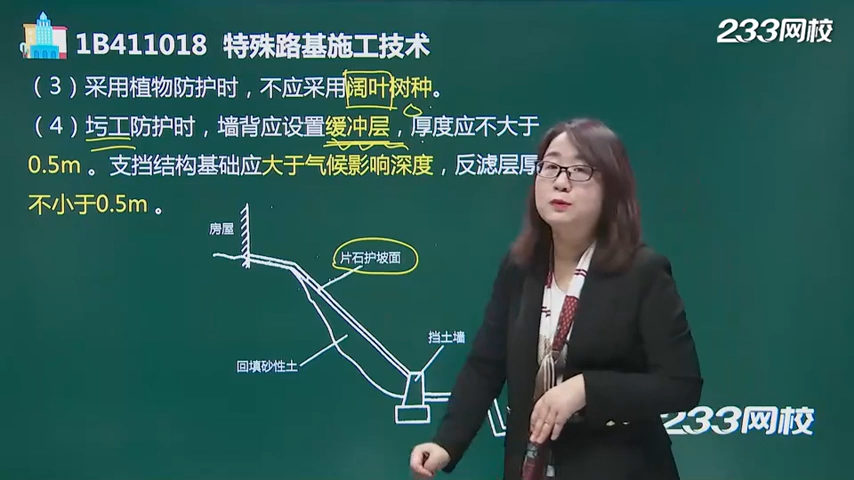 1B411018 特殊路基施工技术
233网校
（3）采用植物防护时，不应采用阔叶树种。
（4）圬工防护时，墙背应设置缓冲层，厚度应不大于
0.5m 。支挡结构基础应大于气候影响深度，反滤层厚
不小于0.5m 。
房屋
片石护坡面
挡土墙
回填砂性土
233网校